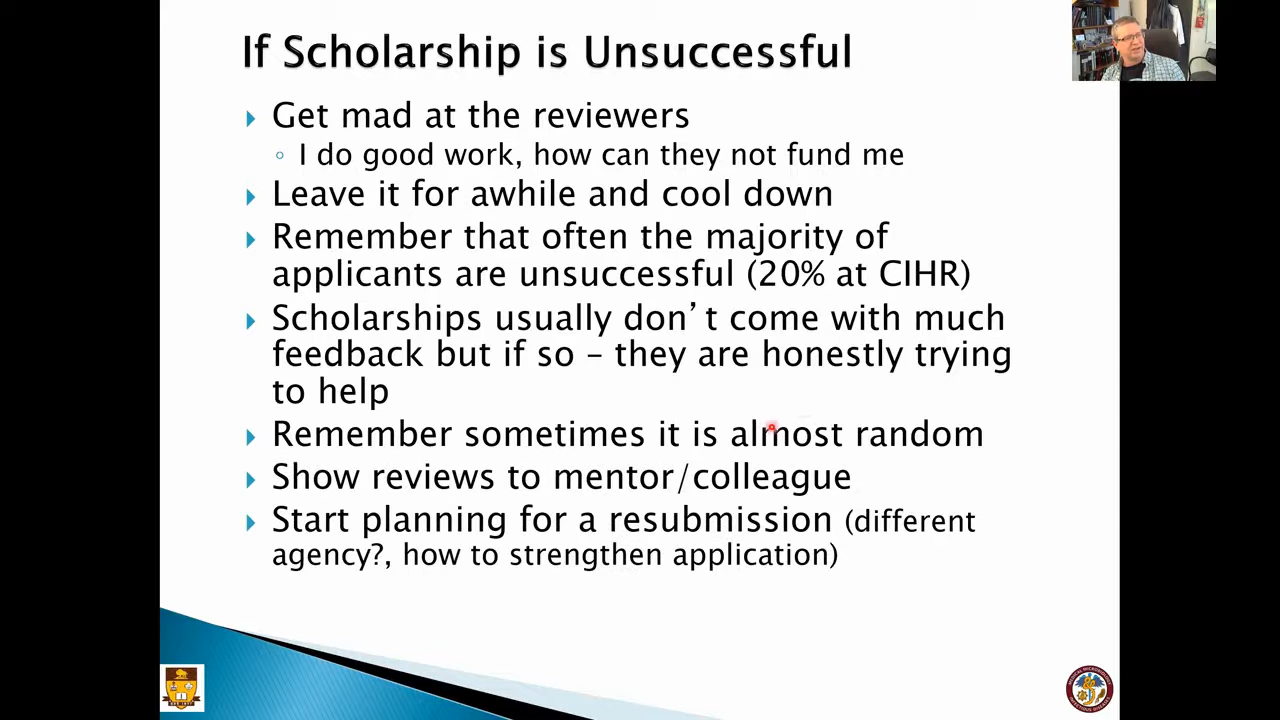 If Scholarship is Unsuccessful
Get mad at the reviewers
I do good work, how can they not fund me
Leave it for awhile and cool down
Remember that often the majority of
applicants are unsuccessful (20% at CIHR)
Scholarships usually don’t come with much
feedback but if so – they are honestly trying
to help
Remember sometimes it is almost random
Show reviews to mentor/colleague
Start planning for a resubmission (different
agency?, how to strengthen application)